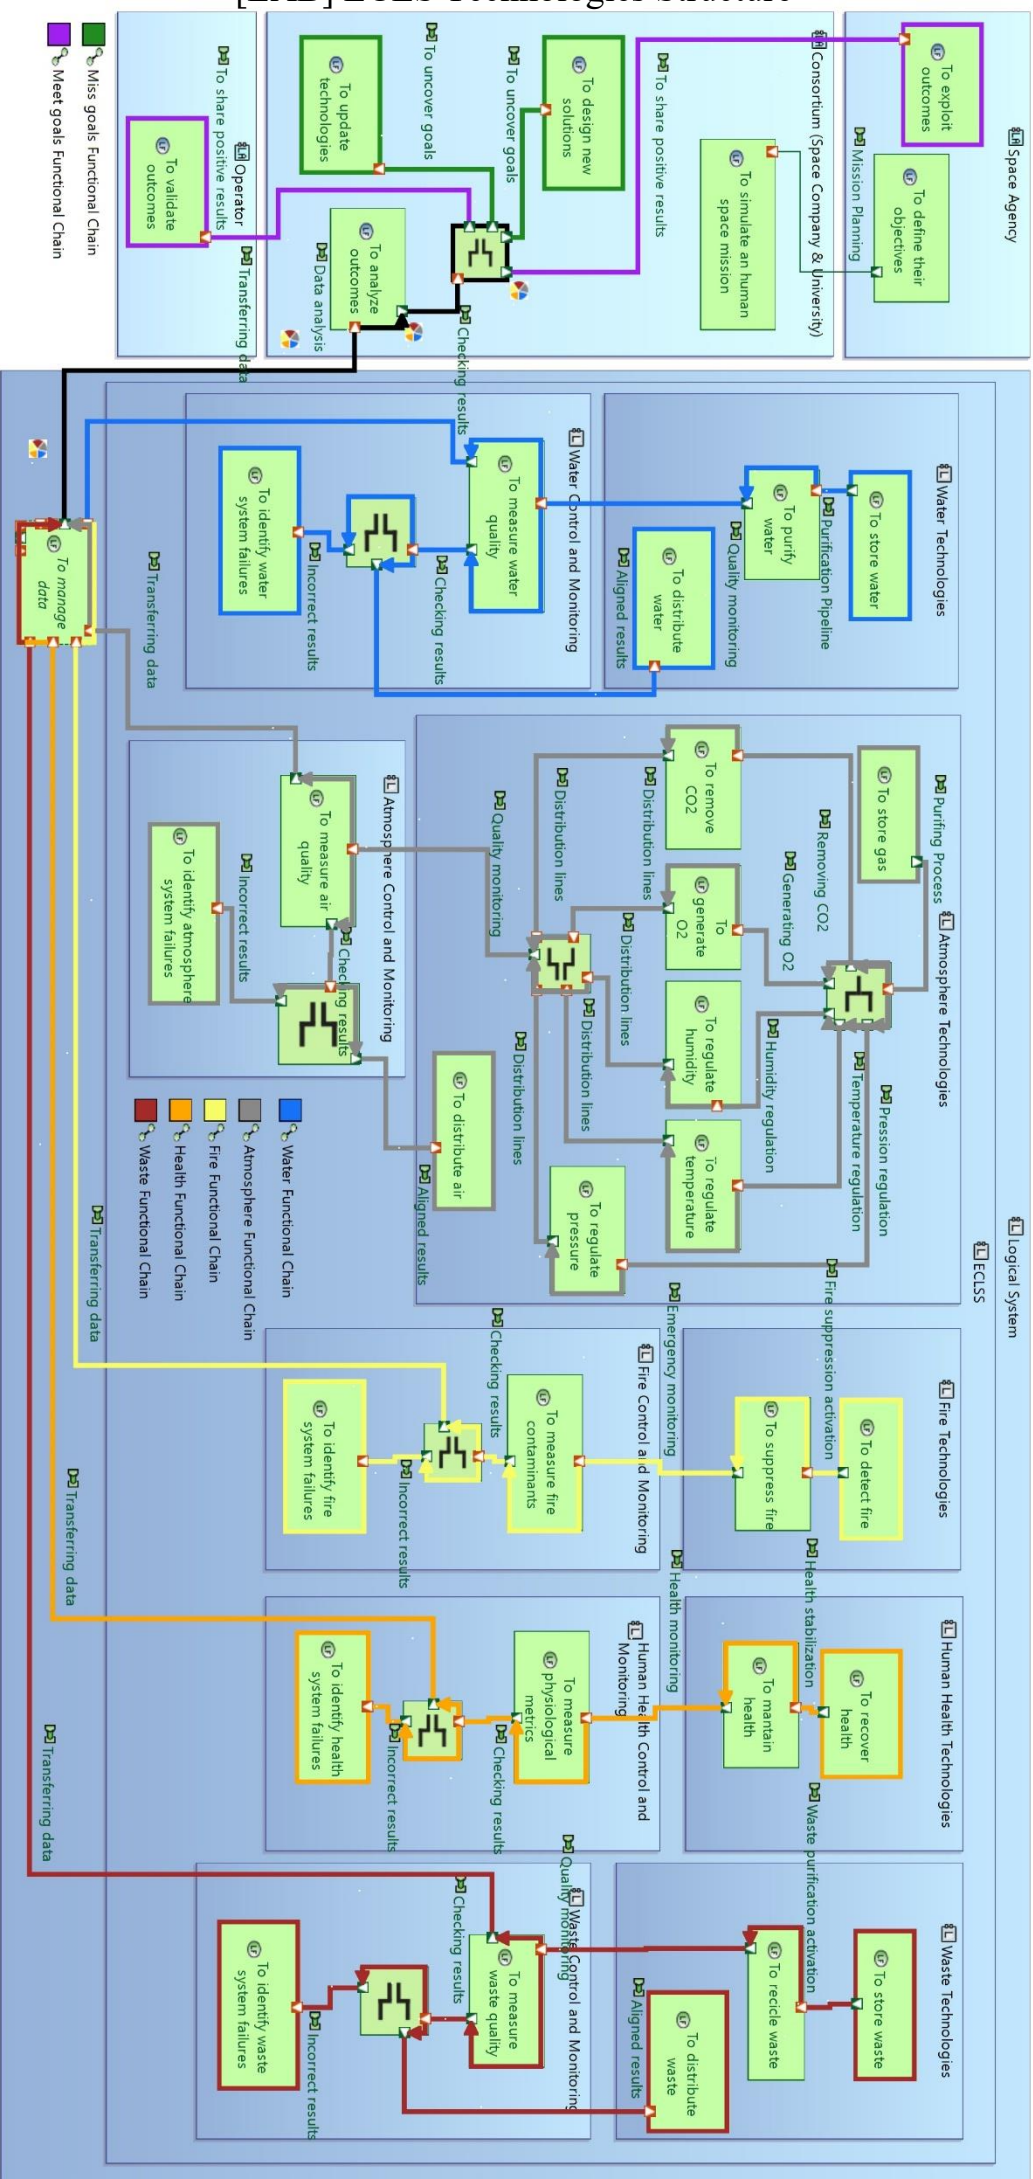 [LAB] ECLS Technologies Structure
Space Agency
To exploit
outcomes
To define their
objectives
Mission Planning
Consortium (Space Company & University)
To simulate an human
space mission
To share positive results
To design new
solutions
To uncover goals
To uncover goals
To update
technologies
To analyze
outcomes
Data analysis
Checking results
Operator
To share positive results
To validate
outcomes
Transferring data
Miss goals Functional Chain
Meet goals Functional Chain
Logical System
ECLSS
Water Technologies
To store water
Purification Pipeline
To purify
water
Quality monitoring
To distribute
water
Aligned results
Water Control and Monitoring
To measure water
quality
Checking results
Incorrect results
To identify water
system failures
Transferring data
To manage
data
Atmosphere Technologies
Purifing Process
To store gas
Removing CO2
Generating O2
Humidity regulation
Temperature regulation
Pression regulation
To remove
CO2
To
generate
O2
To regulate
humidity
To regulate
temperature
To regulate
pressure
Distribution lines
Distribution lines
Distribution lines
Distribution lines
Distribution lines
Quality monitoring
Atmosphere Control and Monitoring
To measure air
quality
Checking results
Incorrect results
To identify atmosphere
system failures
To distribute air
Aligned results
Water Functional Chain
Atmosphere Functional Chain
Fire Functional Chain
Health Functional Chain
Waste Functional Chain
Transferring data
Fire Technologies
To detect fire
Fire suppression activation
To suppress fire
Emergency monitoring
Fire Control and Monitoring
To measure fire
contaminants
Checking results
Incorrect results
To identify fire
system failures
Transferring data
Human Health Technologies
To recover
health
Health stabilization
To mantain
health
Health monitoring
Human Health Control and
Monitoring
To measure
physiological
metrics
Checking results
Incorrect results
To identify health
system failures
Transferring data
Waste Technologies
To store waste
Waste purification activation
To recicle waste
To distribute
waste
Aligned results
Quality monitoring
Waste Control and Monitoring
To measure
waste quality
Checking results
Incorrect results
To identify waste
system failures